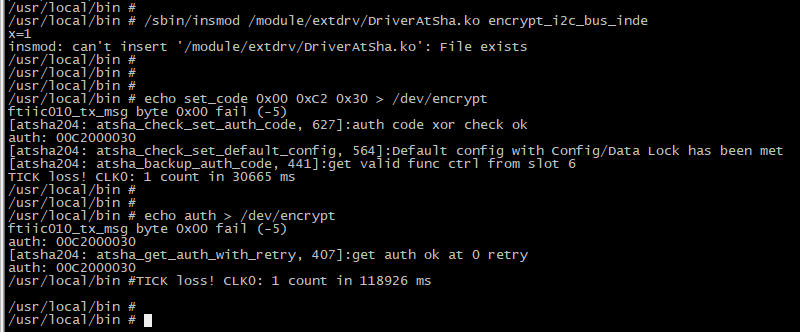 /usr/local/bin #
/usr/local/bin # /sbin/insmod /module/extdrv/DriverAtSha.ko encrypt_i2c_bus_inde
x=1
insmod: can't insert '/module/extdrv/DriverAtSha.ko': File exists
/usr/local/bin #
/usr/local/bin #
/usr/local/bin #
/usr/local/bin # echo set_code 0x00 0xC2 0x30 > /dev/encrypt
ftiic010_tx_msg byte 0x00 fail (-5)
[atsha204: atsha_check_set_auth_code, 627]:auth code xor check ok
auth: 00C2000030
[atsha204: atsha_check_set_default_config, 564]:Default config with Config/Data Lock has been met
[atsha204: atsha_backup_auth_code, 441]:get valid func ctrl from slot 6
TICK loss! CLK0: 1 count in 30665 ms
/usr/local/bin #
/usr/local/bin #
/usr/local/bin # echo auth > /dev/encrypt
ftiic010_tx_msg byte 0x00 fail (-5)
auth: 00C2000030
[atsha204: atsha_get_auth_with_retry, 407]:get auth ok at 0 retry
auth: 00C2000030
/usr/local/bin #TICK loss! CLK0: 1 count in 118926 ms
/usr/local/bin #
/usr/local/bin #